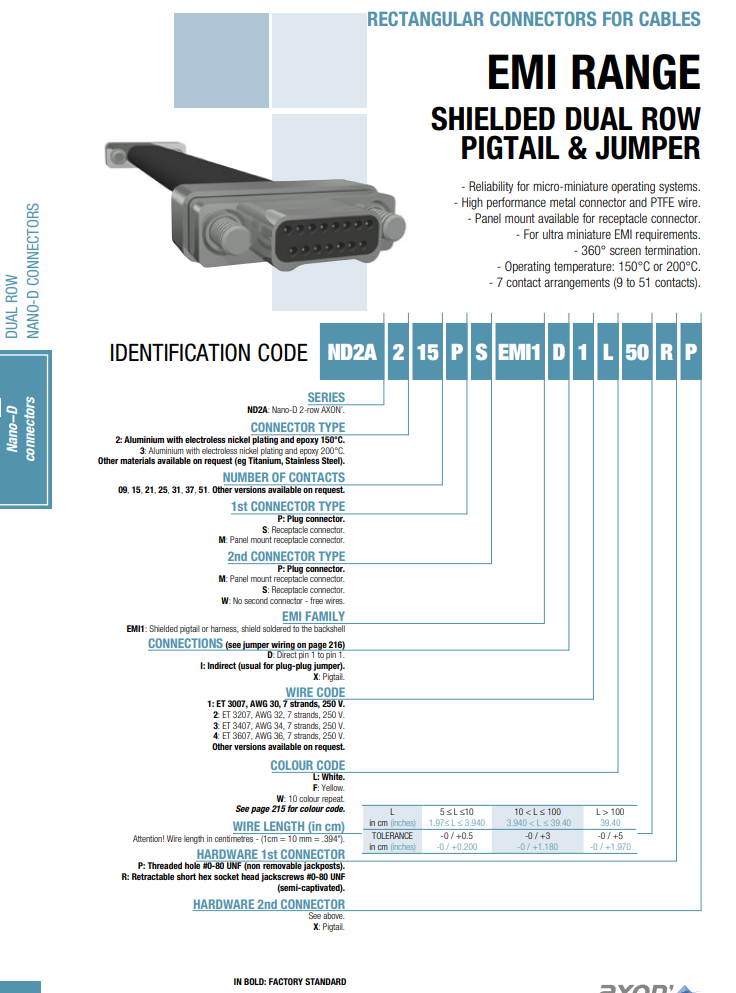 RECTANGULAR CONNECTORS FOR CABLES
EMI RANGE
SHIELDED DUAL ROW
PIGTAIL & JUMPER
- Reliability for micro-miniature operating systems.
- High performance metal connector and PTFE wire.
- Panel mount available for receptacle connector.
- For ultra miniature EMI requirements.
- 360° screen termination.
- Operating temperature: 150°C or 200°C.
- 7 contact arrangements (9 to 51 contacts).
DUAL ROW
NANO-D CONNECTORS
Nano–D
connectors
IDENTIFICATION CODE ND2A 2 15 P S EMI1 D 1 L 50 R P
SERIES
ND2A: Nano-D 2-row AXON'.
CONNECTOR TYPE
2: Aluminium with electroless nickel plating and epoxy 150°C.
3: Aluminium with electroless nickel plating and epoxy 200°C.
Other materials available on request (eg Titanium, Stainless Steel).
NUMBER OF CONTACTS
09, 15, 21, 25, 31, 37, 51. Other versions available on request.
1st CONNECTOR TYPE
P: Plug connector.
S: Receptacle connector.
M: Panel mount receptacle connector.
2nd CONNECTOR TYPE
P: Plug connector.
M: Panel mount receptacle connector.
S: Receptacle connector.
W: No second connector - free wires.
EMI FAMILY
EMI1: Shielded pigtail or harness, shield soldered to the backshell
CONNECTIONS (see jumper wiring on page 216)
D: Direct pin 1 to pin 1.
I: Indirect (usual for plug-plug jumper).
X: Pigtail.
WIRE CODE
1: ET 3007, AWG 30, 7 strands, 250 V.
2: ET 3207, AWG 32, 7 strands, 250 V.
3: ET 3407, AWG 34, 7 strands, 250 V.
4: ET 3607, AWG 36, 7 strands, 250 V.
Other versions available on request.
COLOUR CODE
L: White.
F: Yellow.
W: 10 colour repeat.
See page 215 for colour code.
WIRE LENGTH (in cm)
Attention! Wire length in centimetres - (1cm = 10 mm = .394").
L 5 ≤ L ≤10 10 < L ≤ 100 L > 100
in cm (inches) 1.97≤ L ≤ 3.940 3.940 < L ≤ 39.40 39.40
TOLERANCE -0 / +0.5 -0 / +3 -0 / +5
in cm (inches) -0 / +0.200 -0 / +1.180 -0 / +1.970
HARDWARE 1st CONNECTOR
P: Threaded hole #0-80 UNF (non removable jackposts).
R: Retractable short hex socket head jackscrews #0-80 UNF
(semi-captivated).
HARDWARE 2nd CONNECTOR
See above.
X: Pigtail.
IN BOLD: FACTORY STANDARD
AXON'